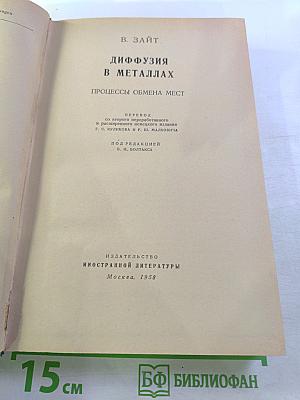 В. ЗАЙТ
ДИФФУЗИЯ
В МЕТАЛЛАХ
ПРОЦЕССЫ ОБМЕНА МЕСТ
ПЕРЕВОД
со второго переработанного
и расширенного немецкого издания
Г. С. КУЛИКОВА и Р. Ш. МАЛКОВИЧА
ПОД РЕДАКЦИЕЙ
Б. И. БОЛТАКСА
ИЗДАТЕЛЬСТВО
ИНОСТРАННОЙ ЛИТЕРАТУРЫ
Москва, 1958
15 см
БФ БИБЛИОФАН